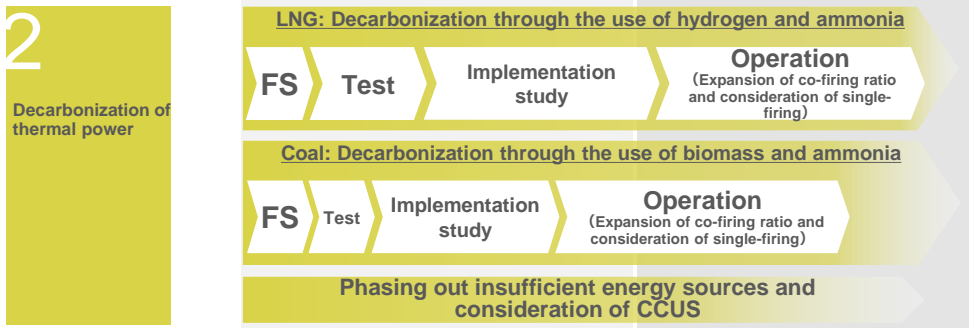 2
Decarbonization of
thermal power
LNG: Decarbonization through the use of hydrogen and ammonia
FS
Test
Implementation
study
Operation
（Expansion of co-firing ratio
and consideration of single-
firing）
Coal: Decarbonization through the use of biomass and ammonia
FS
Test
Implementation
study
Operation
（Expansion of co-firing ratio and
consideration of single-firing）
Phasing out insufficient energy sources and
consideration of CCUS